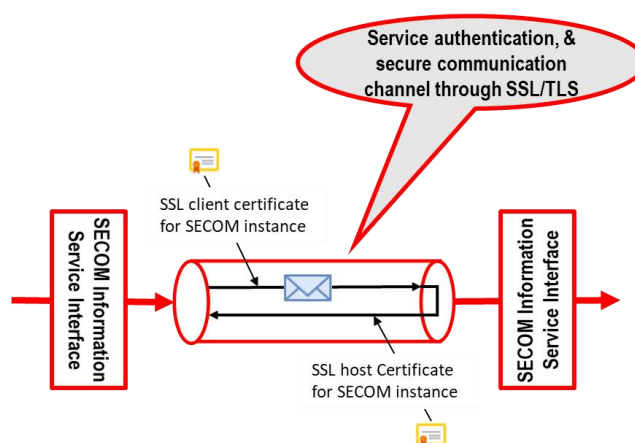 Service authentication, &
secure communication
channel through SSL/TLS
SSL client certificate
for SECOM instance
SECOM Information
Service Interface
SECOM Information
Service Interface
SSL host Certificate
for SECOM instance